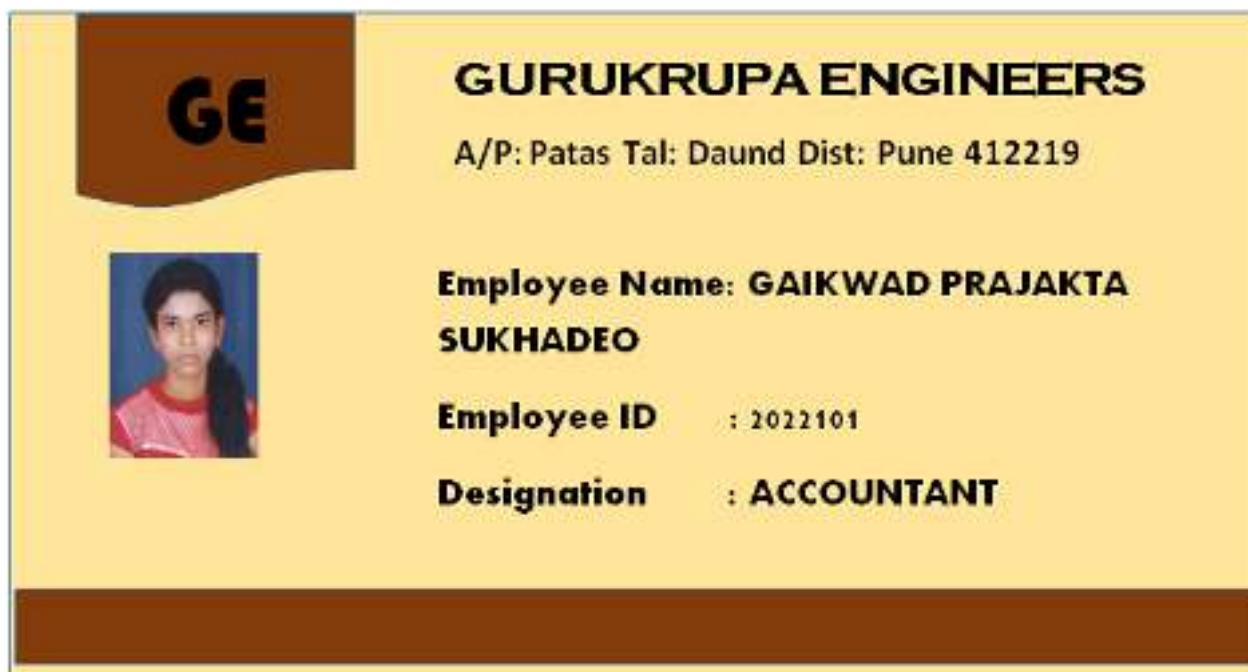 GE
GURUKRUPA ENGINEERS
A/P: Patas Tal: Daund Dist: Pune 412219
Employee Name: GAIKWAD PRAJAKTA
SUKHADEO
Employee ID : 2022101
Designation : ACCOUNTANT